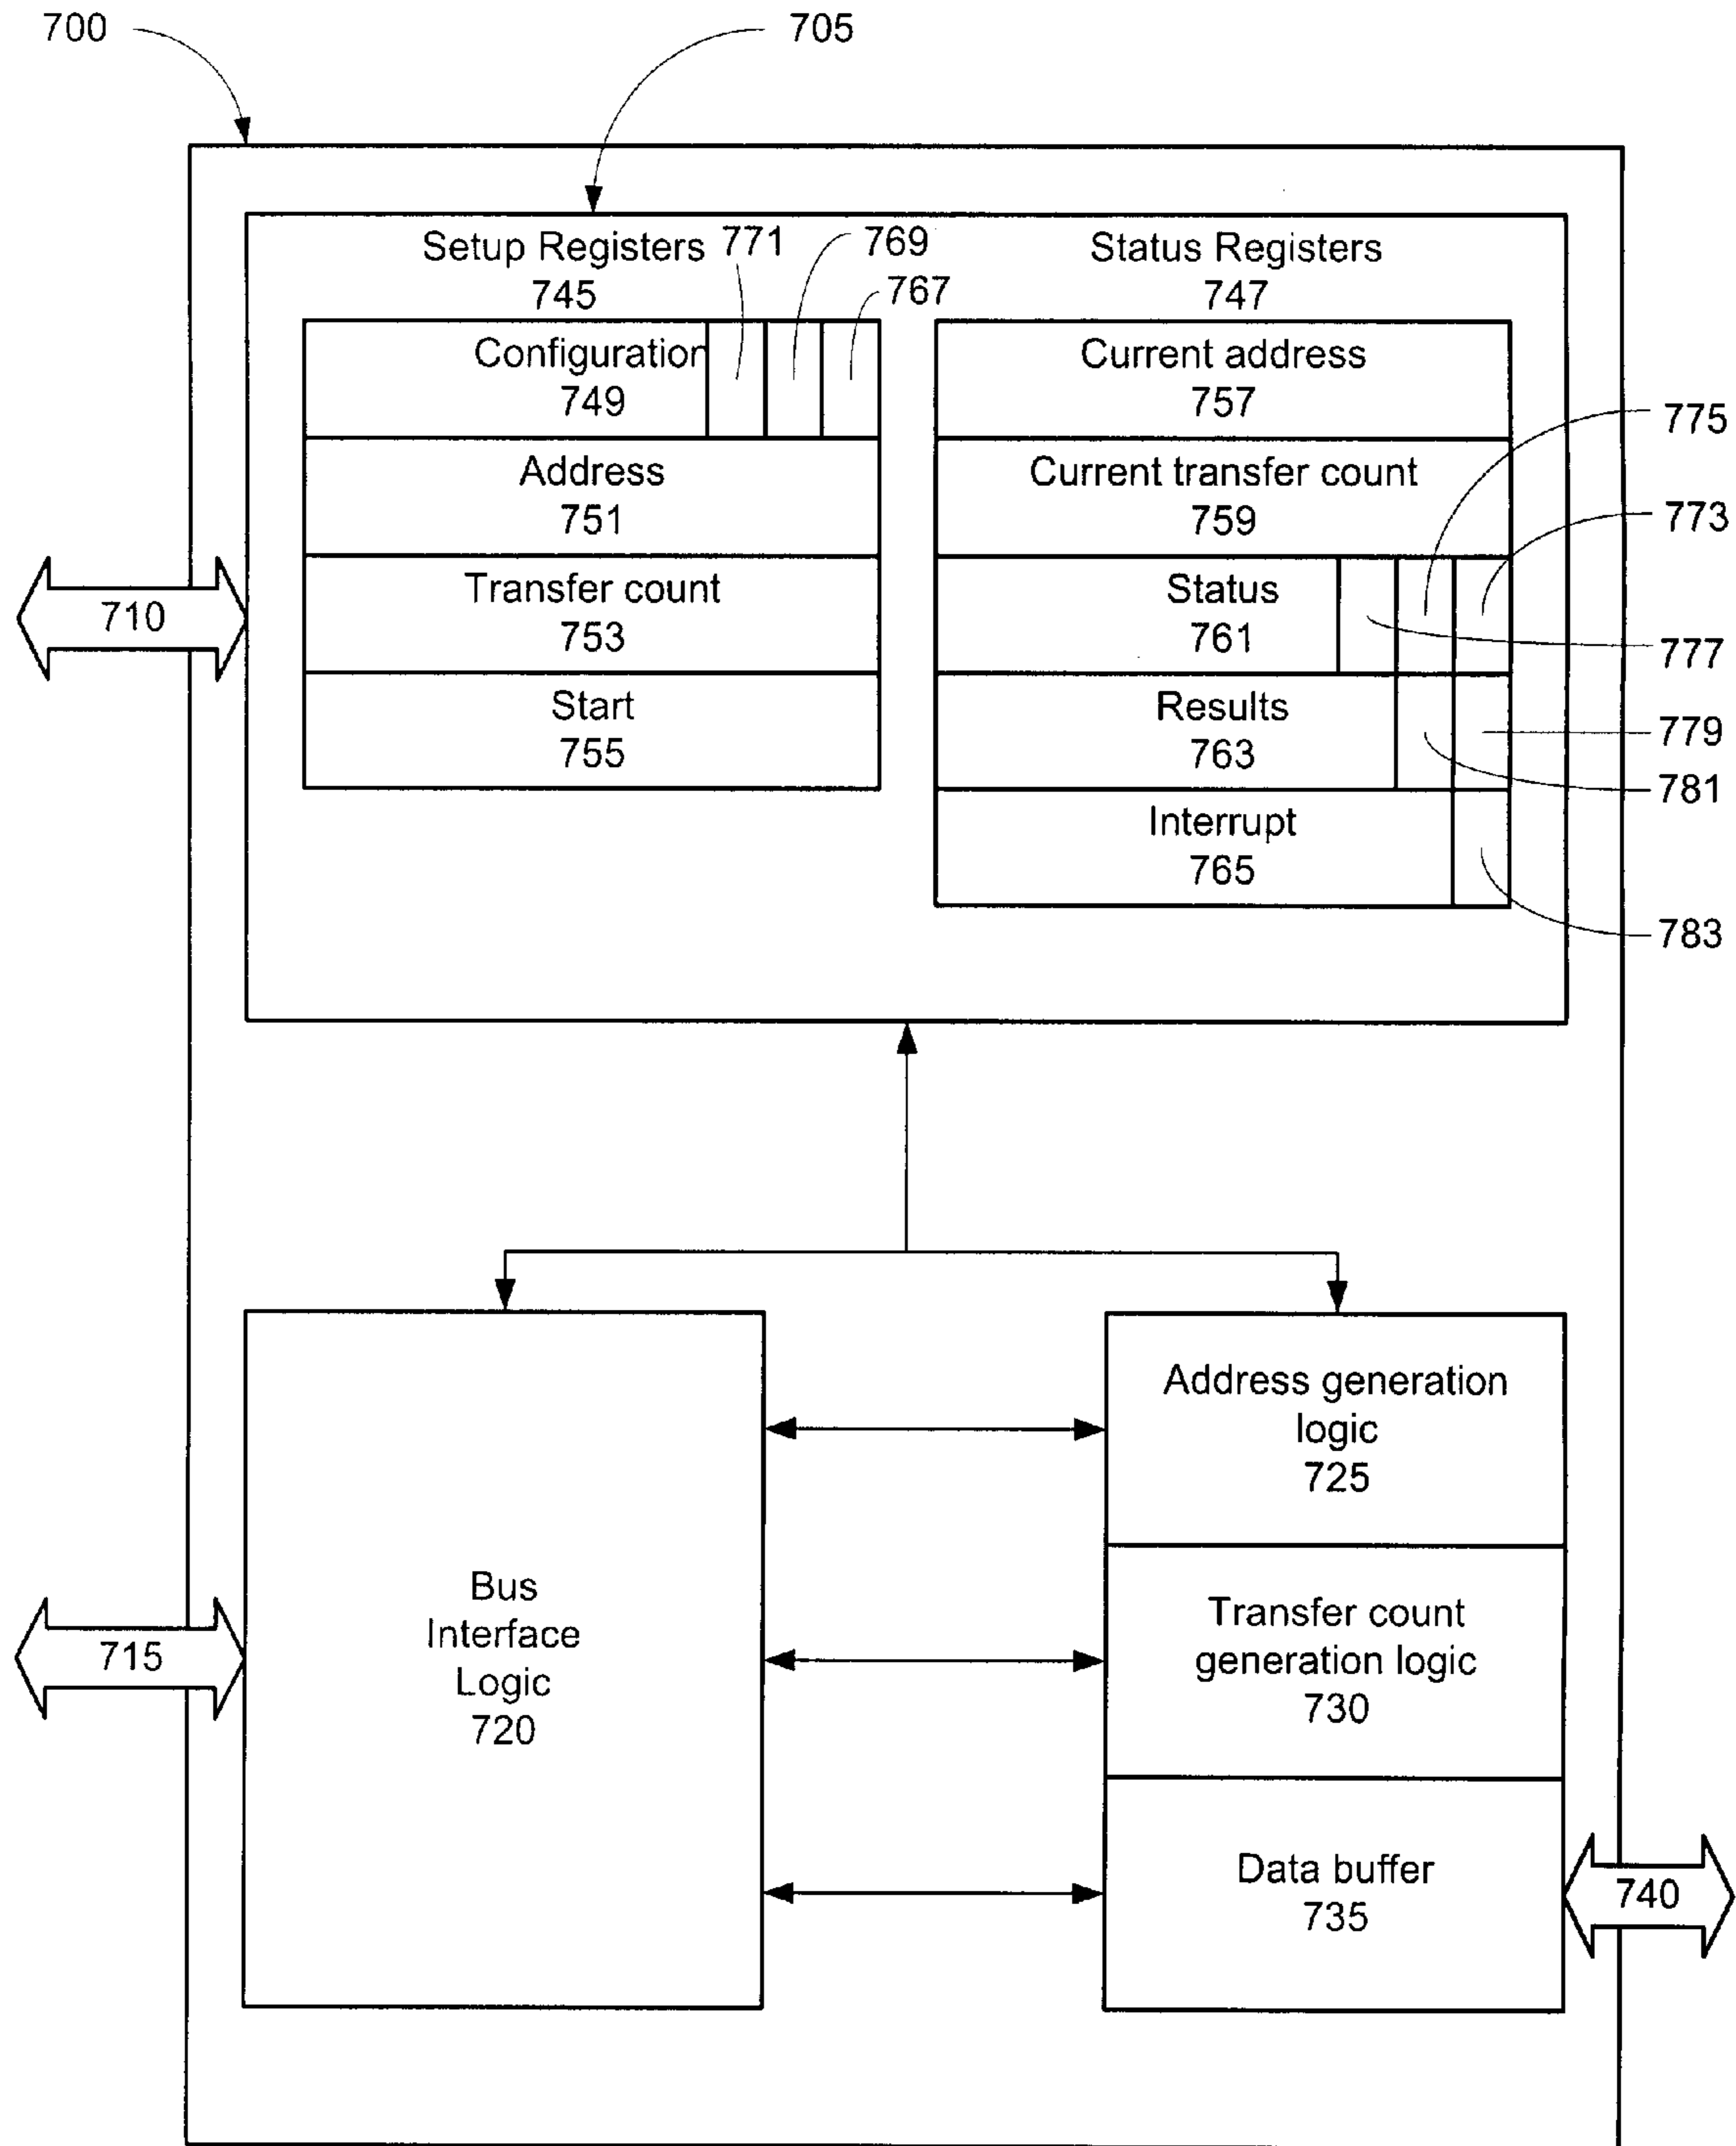 700
705
Setup Registers
745
771
769
767
Status Registers
747
Configuration
749
Address
751
Transfer count
753
Start
755
Current address
757
Current transfer count
759
Status
761
Results
763
Interrupt
765
775
773
777
779
781
783
710
Bus
Interface
Logic
720
Address generation
logic
725
Transfer count
generation logic
730
Data buffer
735
715
740